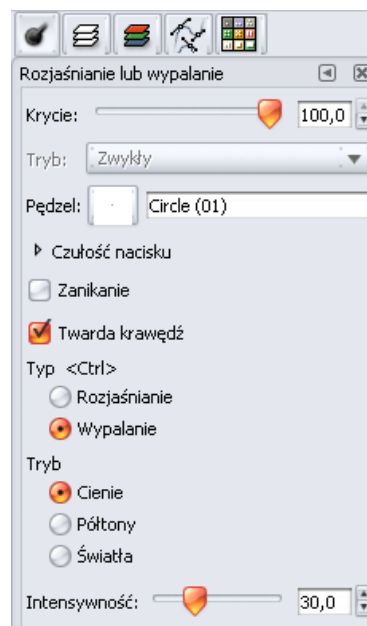 Rozjaśnianie lub wypalanie
Krycie: 100,0
Tryb: Zwykły
Pędzel: Circle (01)
Czułość nacisku
Zanikanie
Twarda krawędź
Typ <Ctrl>
Rozjaśnianie
Wypalanie
Tryb
Cienie
Półtony
Światła
Intensywność: 30,0